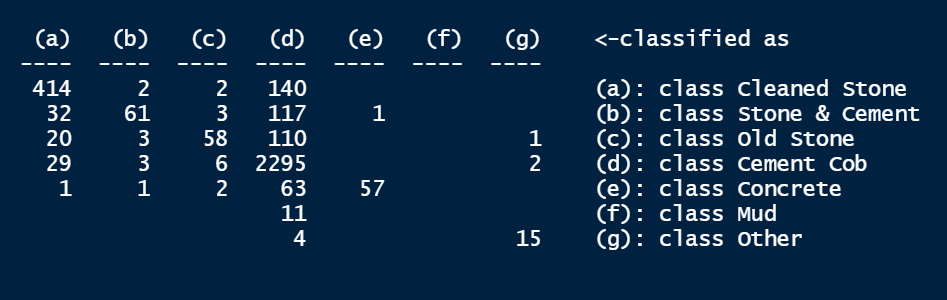 (a) (b) (c) (d) (e) (f) (g) <-classified as
---- ---- ---- ---- ---- ---- ----
414 2 2 140 (a): class Cleaned Stone
32 61 3 117 1 (b): class Stone & Cement
20 3 58 110 1 (c): class Old Stone
29 3 6 2295 2 (d): class Cement Cob
1 1 2 63 57 (e): class Concrete
11 (f): class Mud
4 15 (g): class Other